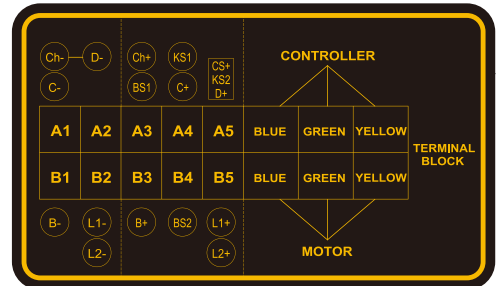 Ch- D- Ch+ KS1 CS+ KS2 D+ CONTROLLER
C- BS1 C+
A1 A2 A3 A4 A5 BLUE GREEN YELLOW
TERMINAL BLOCK
B1 B2 B3 B4 B5 BLUE GREEN YELLOW
B- L1- B+ BS2 L1+
L2- L2+ MOTOR